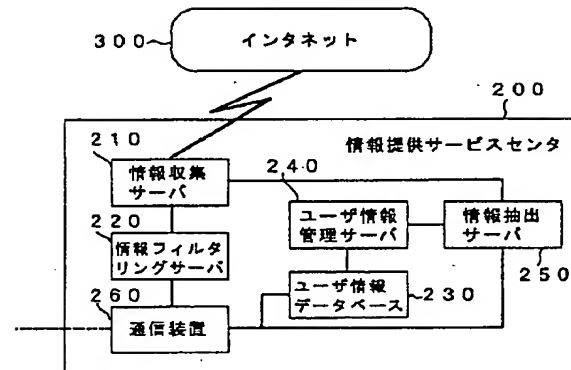 インタネット
300
200
情報提供サービスセンタ
210
情報収集
サーバ
240
220
ユーザ情報
管理サーバ
情報抽出
サーバ
情報フィルタ
リングサーバ
250
260
ユーザ情報
データベース
230
通信装置